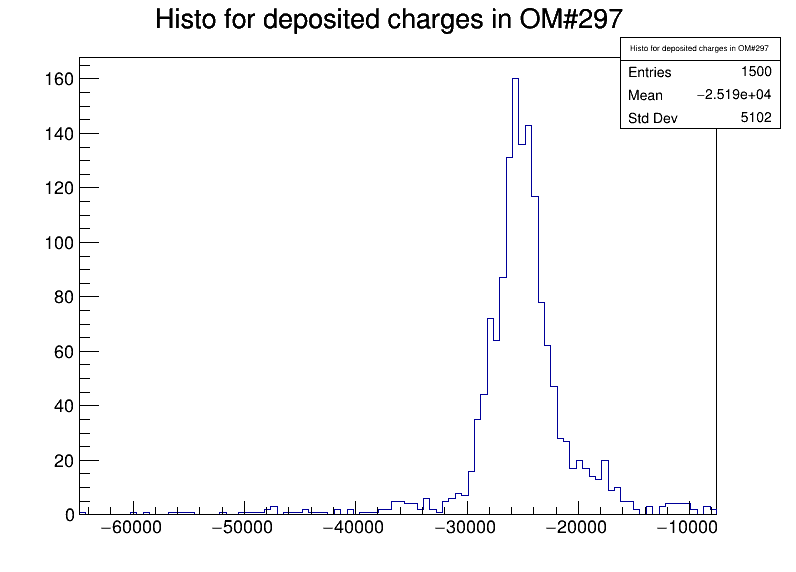 Histo for deposited charges in OM#297
Histo for deposited charges in OM#297
Entries 1500
Mean −2.519e+04
Std Dev 5102
160
140
120
100
80
60
40
20
0
−60000 −50000 −40000 −30000 −20000 −10000